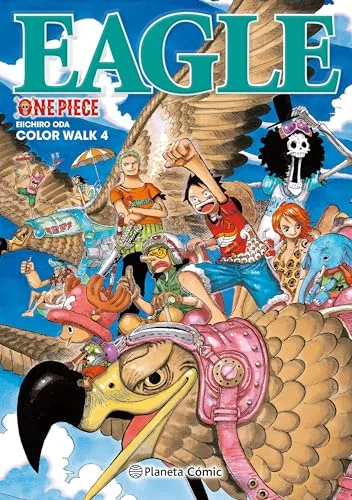 EAGLE
ONE PIECE
EIICHIRO ODA
COLOR WALK 4
Planeta Cómic